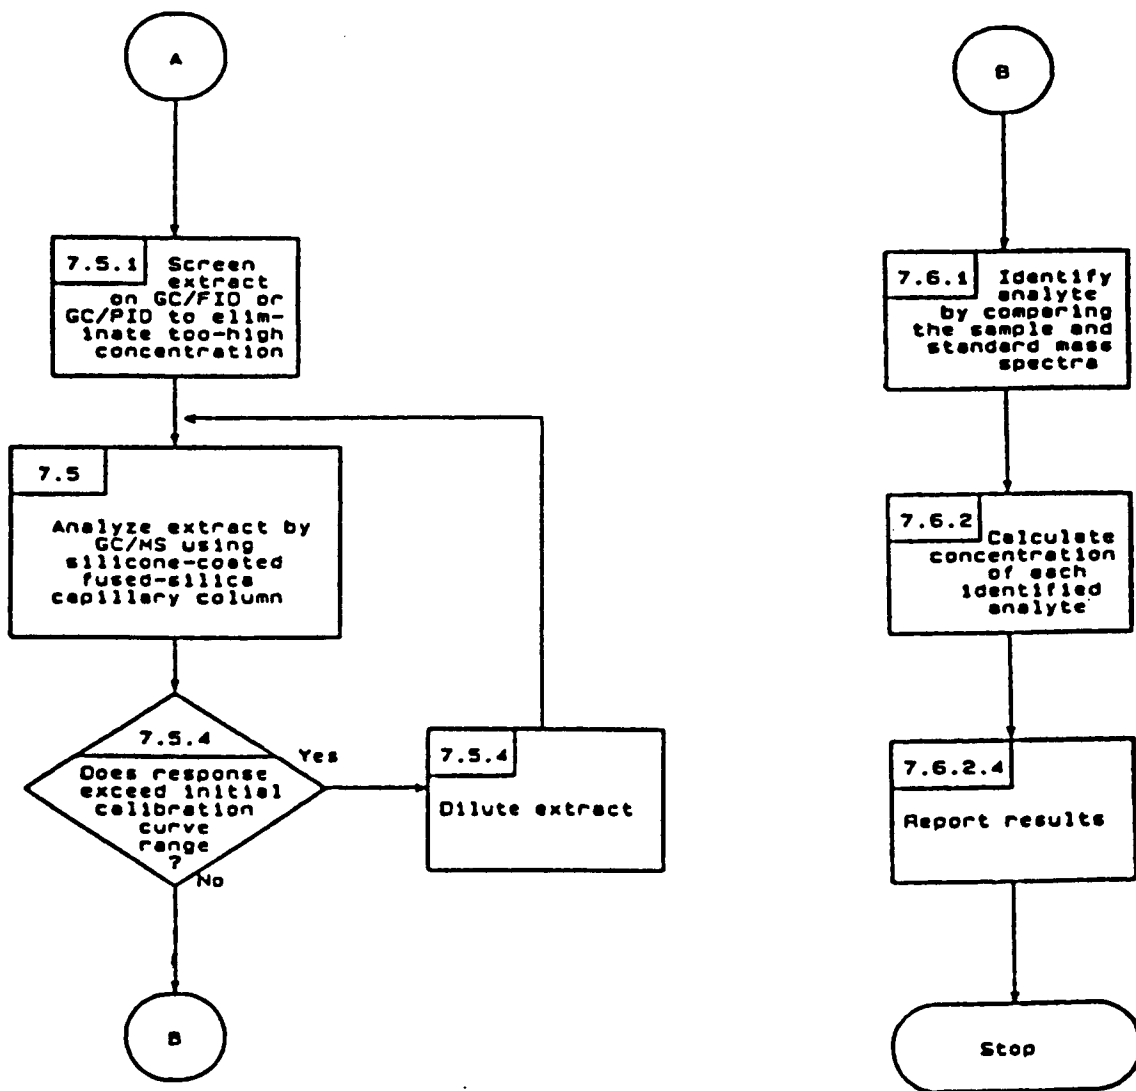 A
7.5.1 Screen
extract
on GC/FID or
GC/PID to elim-
inate too-high
concentration
7.5
Analyze extract by
GC/MS using
silicone-coated
fused-silica
capillary column
7.5.4
Does response
exceed initial
calibration
curve
range
?
Yes
No
7.5.4
Dilute extract
B
B
7.6.1 Identify
analyte
by comparing
the sample and
standard mass
spectra
7.6.2
Calculate
concentration
of each
identified
analyte
7.6.2.4
Report results
Stop